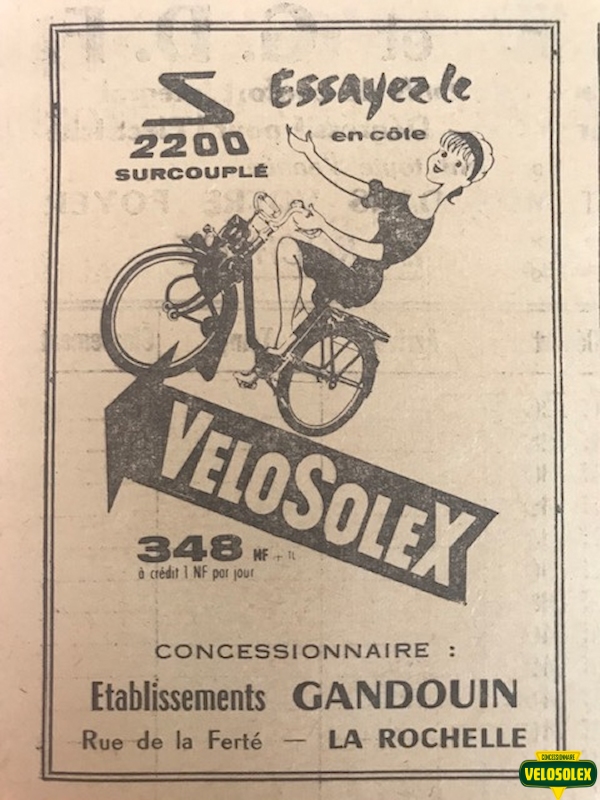 S
2200
SURCOUPLÉ
Essayez le
en côte
VELOSOLEX
348 NF + TL
à crédit 1 NF par jour
CONCESSIONNAIRE :
Etablissements GANDOUIN
Rue de la Ferté — LA ROCHELLE
CONCESSIONNAIRE
VELOSOLEX